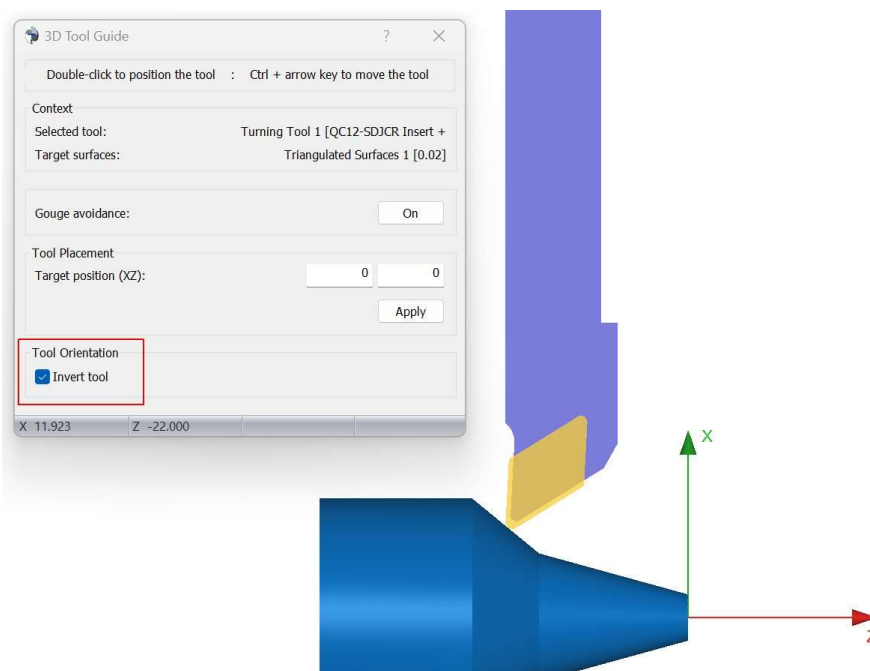 3D Tool Guide ?
Double-click to position the tool : Ctrl + arrow key to move the tool
Context
Selected tool: Turning Tool 1 [QC12-SDJCR Insert +
Target surfaces: Triangulated Surfaces 1 [0.02]
Gouge avoidance: On
Tool Placement
Target position (XZ): 0 0
Apply
Tool Orientation
Invert tool
X 11.923 Z -22.000
X
Z